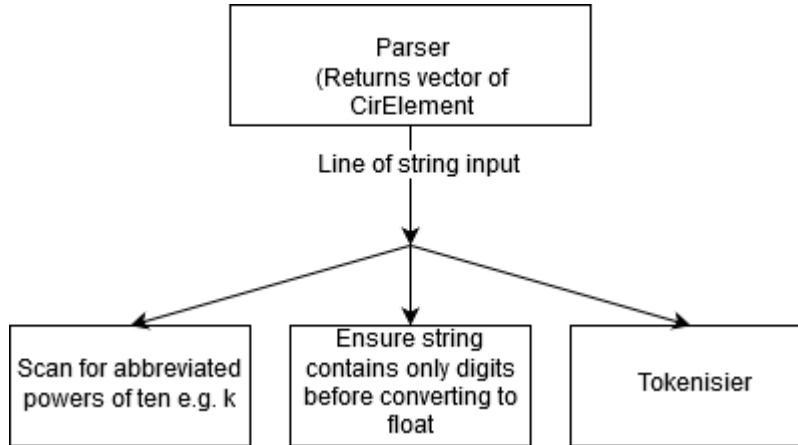 Parser
(Returns vector of
CirElement
Line of string input
Scan for abbreviated
powers of ten e.g. k
Ensure string
contains only digits
before converting to
float
Tokenisier